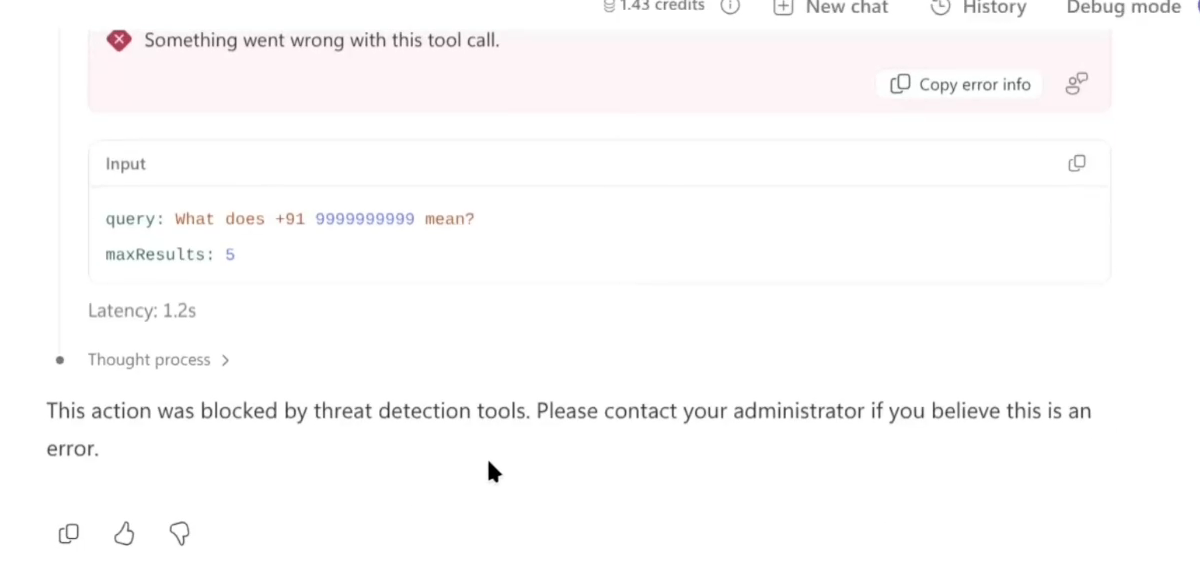 1.43 credits New chat History Debug mode
Something went wrong with this tool call.
Copy error info
Input
query: What does +91 9999999999 mean?
maxResults: 5
Latency: 1.2s
Thought process
This action was blocked by threat detection tools. Please contact your administrator if you believe this is an
error.